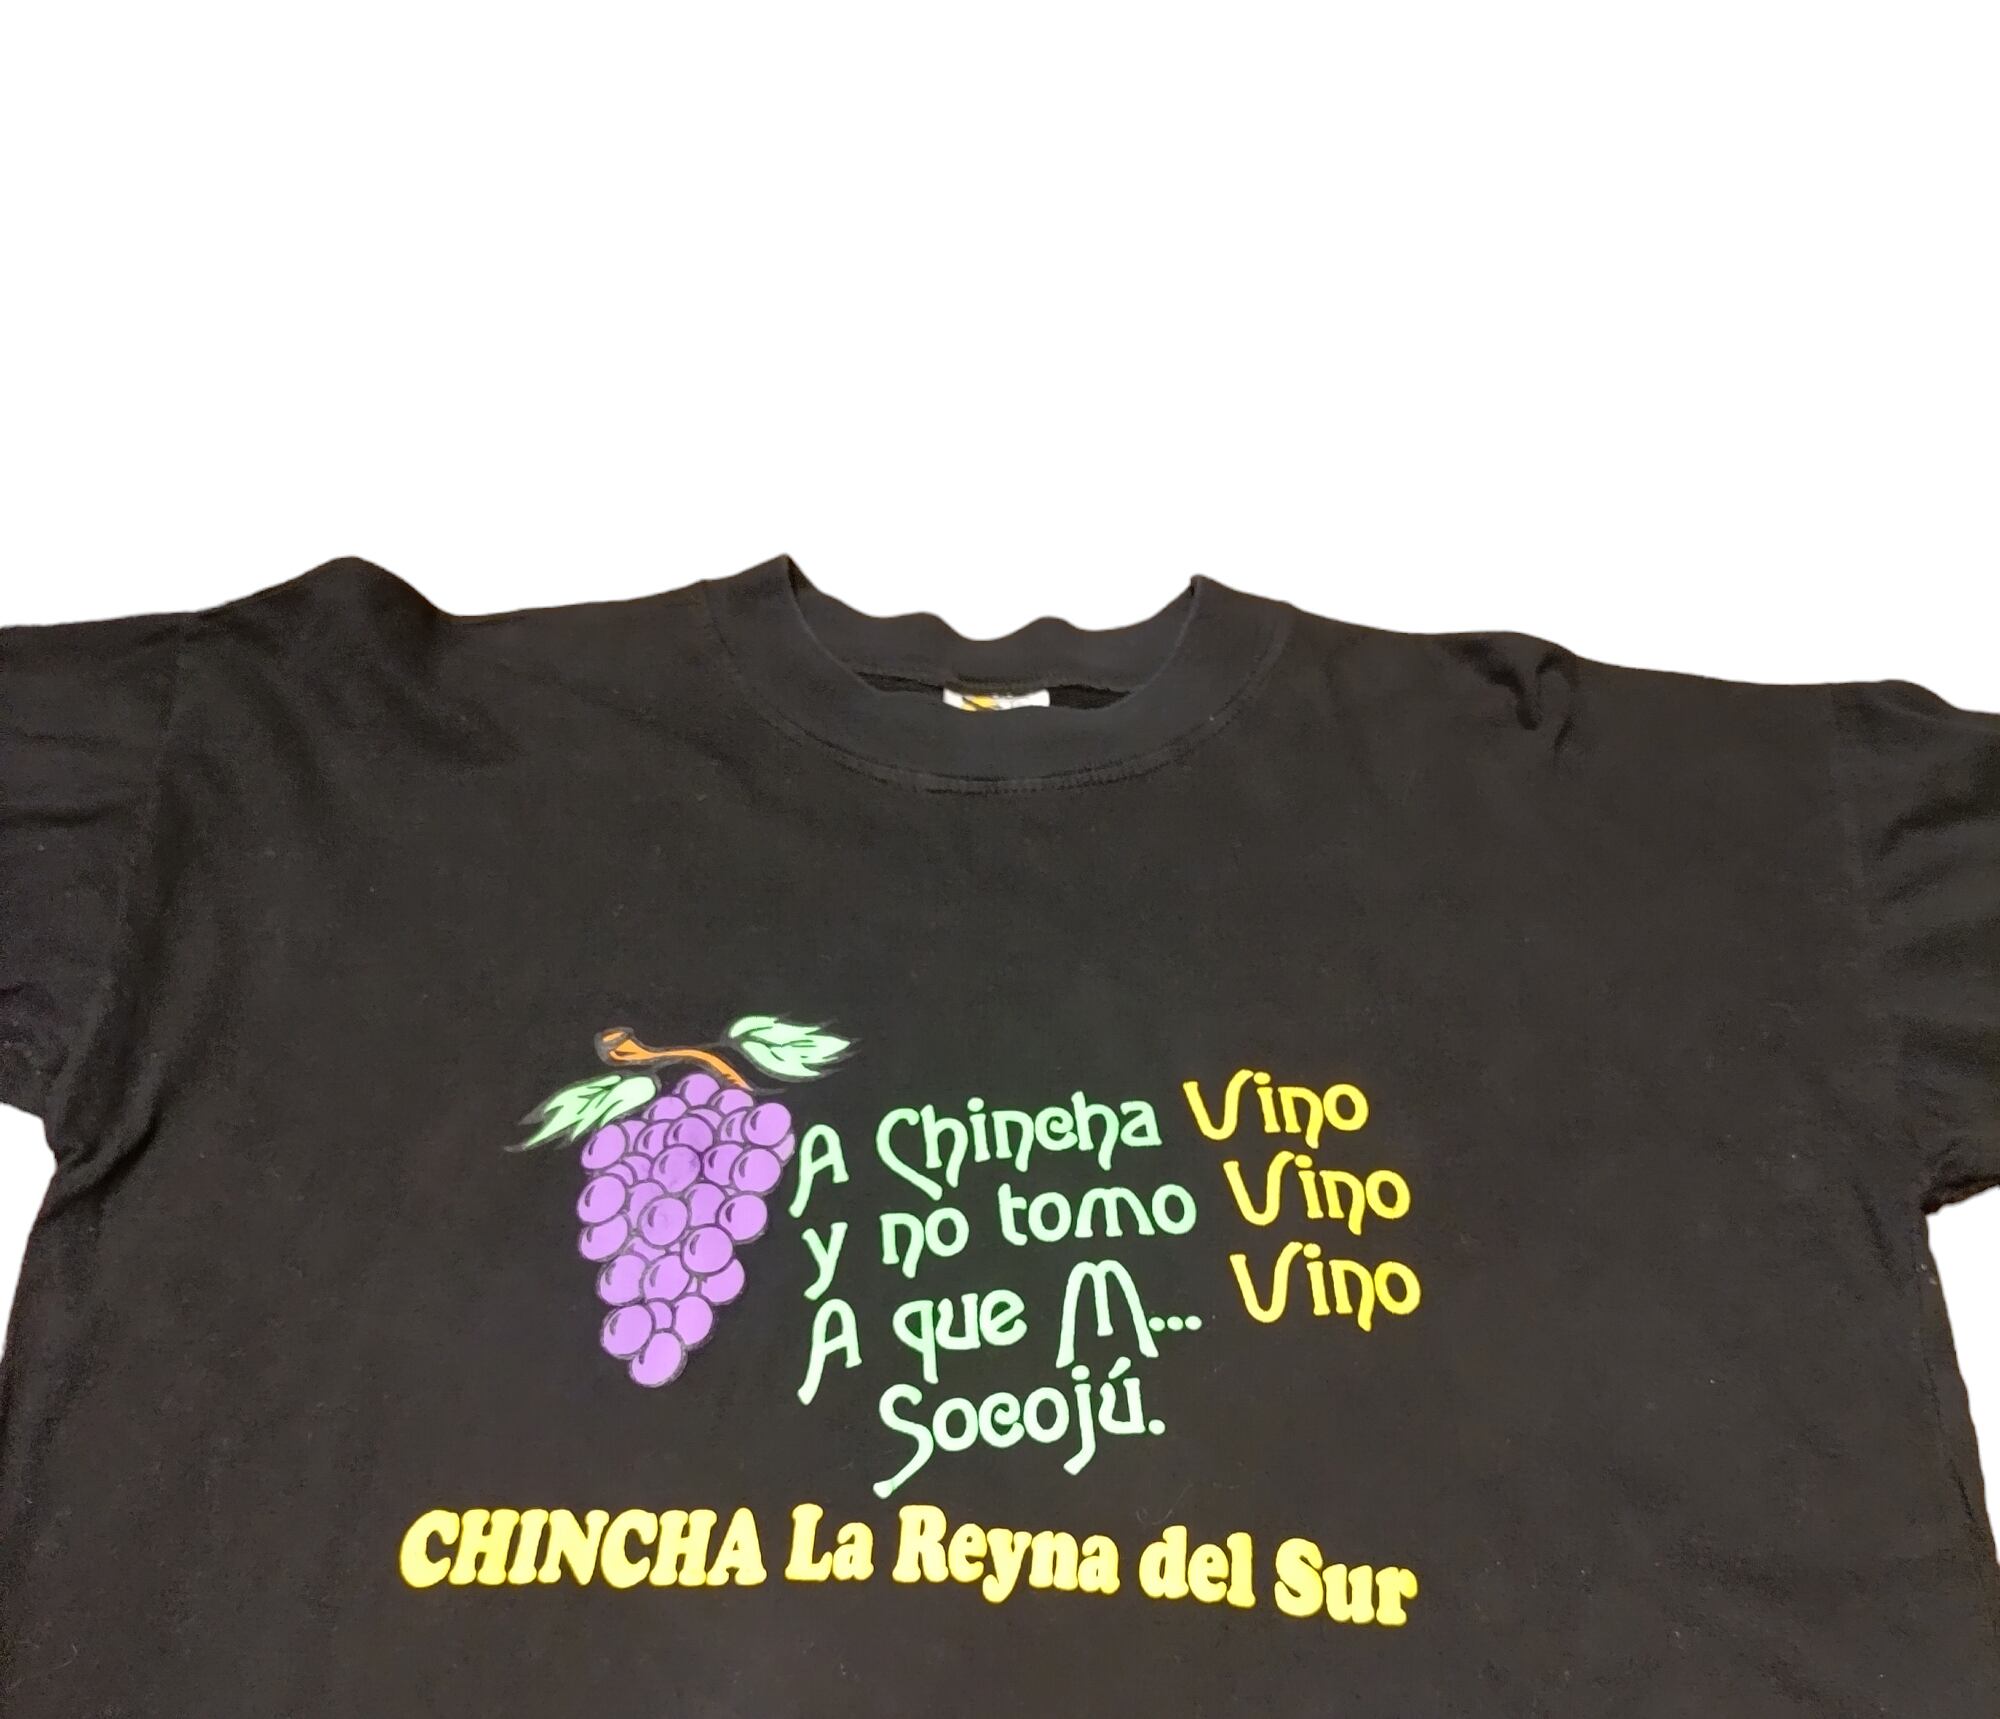 A Chincha Vino
y no tomo Vino
A que M... Vino
Socojú.
CHINCHA La Reyna del Sur